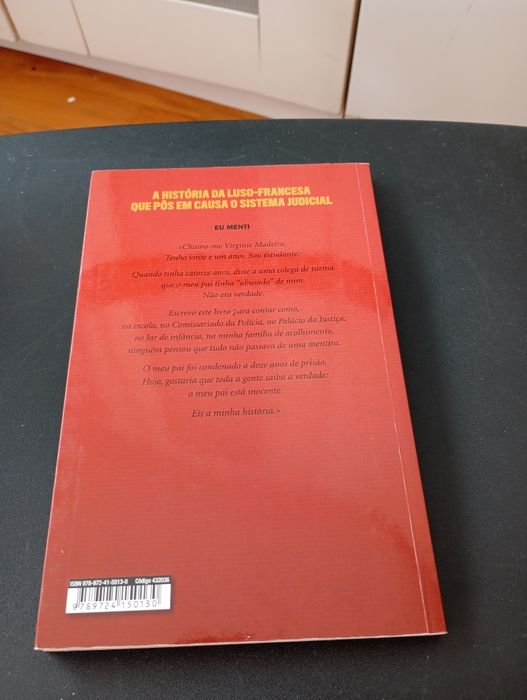 A HISTÓRIA DA LUSO-FRANCESA
QUE PÔS EM CAUSA O SISTEMA JUDICIAL
EU MENTI
«Chamo-me Virginie Madeira.
Tenho vinte e um anos. Sou estudante.
Quando tinha catorze anos, disse a uma colega de turma
que o meu pai tinha “abusado” de mim.
Não era verdade.
Escrevo este livro para contar como,
na escola, no Comissariado da Polícia, no Palácio da Justiça,
no lar de infância, na minha família de acolhimento,
ninguém pensou que tudo não passava de uma mentira.
O meu pai foi condenado a doze anos de prisão.
Hoje, gostaria que toda a gente saiba a verdade:
o meu pai está inocente.
Eis a minha história.»
ISBN 978-972-41-5013-0 Código 432036
9 789724 150130